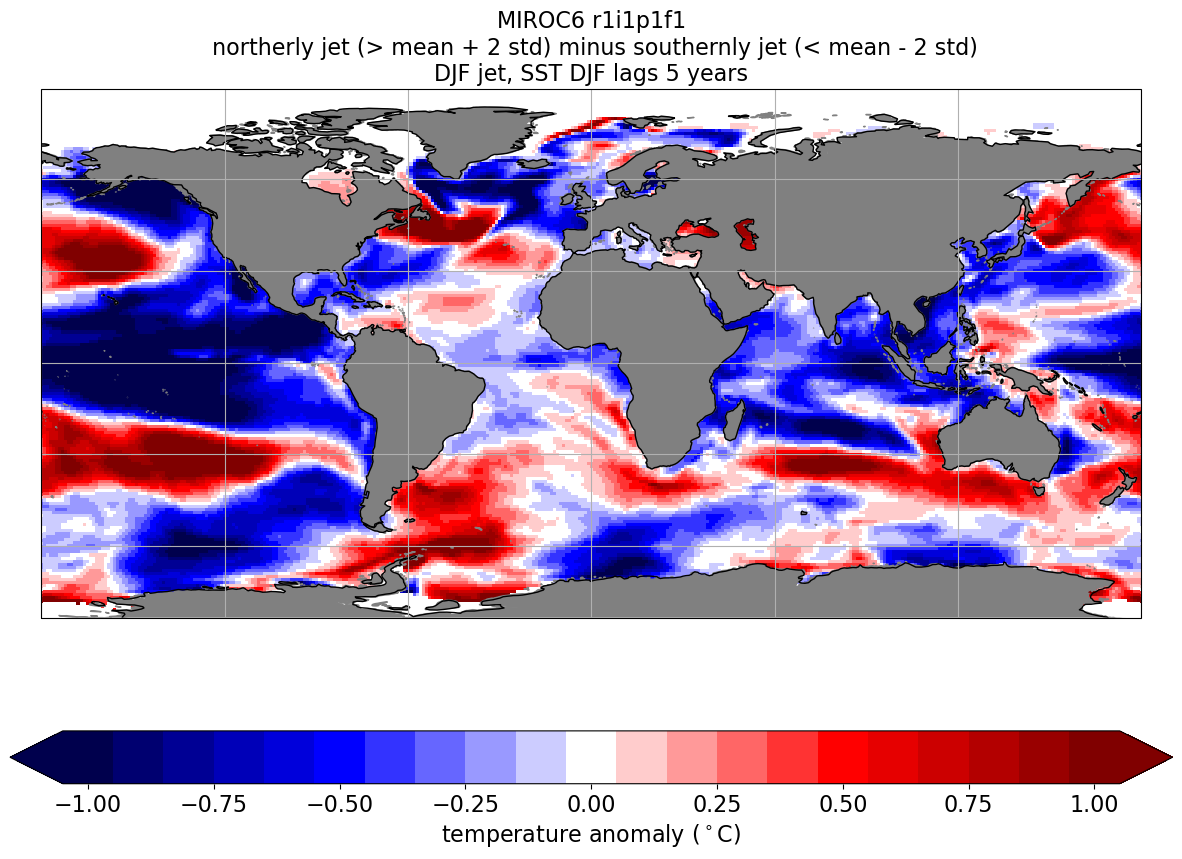 MIROC6 r1i1p1f1
northerly jet (> mean + 2 std) minus southernly jet (< mean - 2 std)
DJF jet, SST DJF lags 5 years
−1.00 −0.75 −0.50 −0.25 0.00 0.25 0.50 0.75 1.00
temperature anomaly (°C)